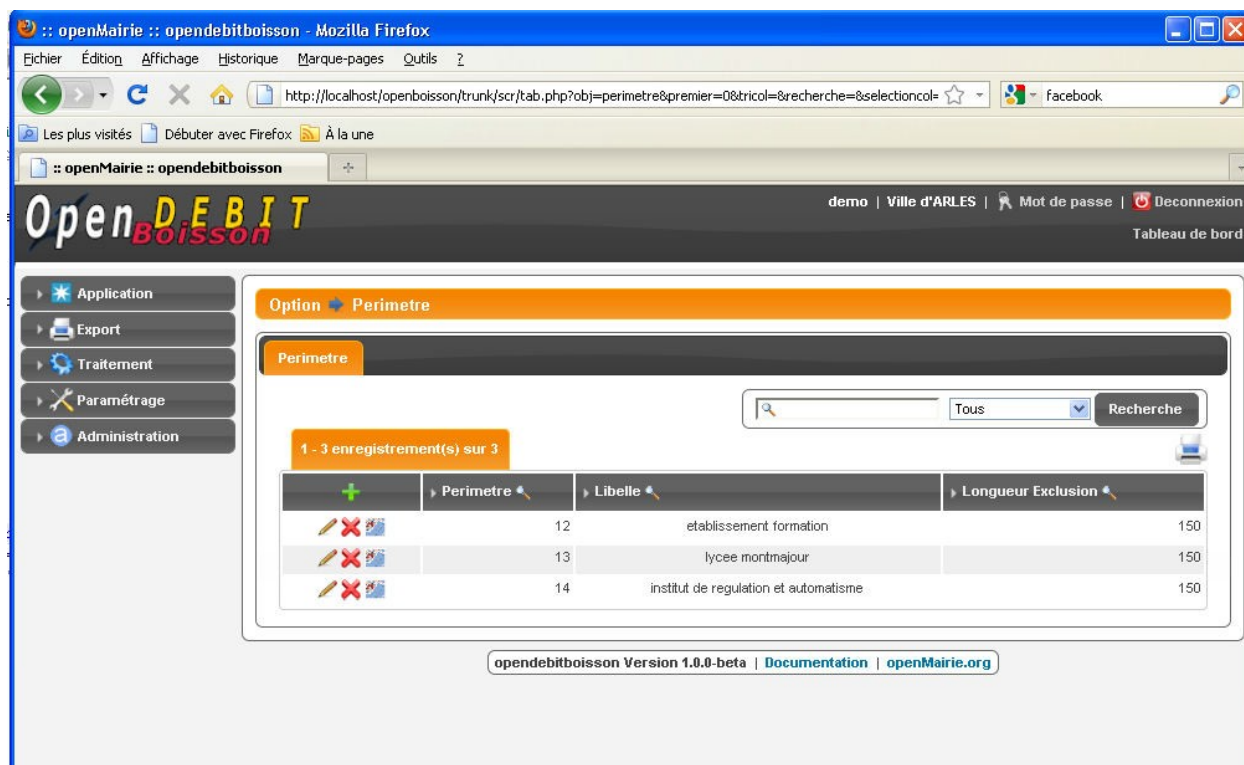 :: openMairie :: opendebitboisson - Mozilla Firefox
Fichier Édition Affichage Historique Marque-pages Outils ?
http://localhost/openboisson/trunk/scr/tab.php?obj=perimetre&premier=0&tricol=&recherche=&selectioncol= facebook
Les plus visités Débuter avec Firefox À la une
:: openMairie :: opendebitboisson
Open DEBIT
Boisson
demo | Ville d'ARLES | Mot de passe | Deconnexion
Tableau de bord
Application
Export
Traitement
Paramétrage
Administration
Option Perimetre
Perimetre
Tous Recherche
1 - 3 enregistrement(s) sur 3
Perimetre Libelle Longueur Exclusion
12 etablissement formation 150
13 lycee montmajour 150
14 institut de regulation et automatisme 150
opendebitboisson Version 1.0.0-beta | Documentation | openMairie.org